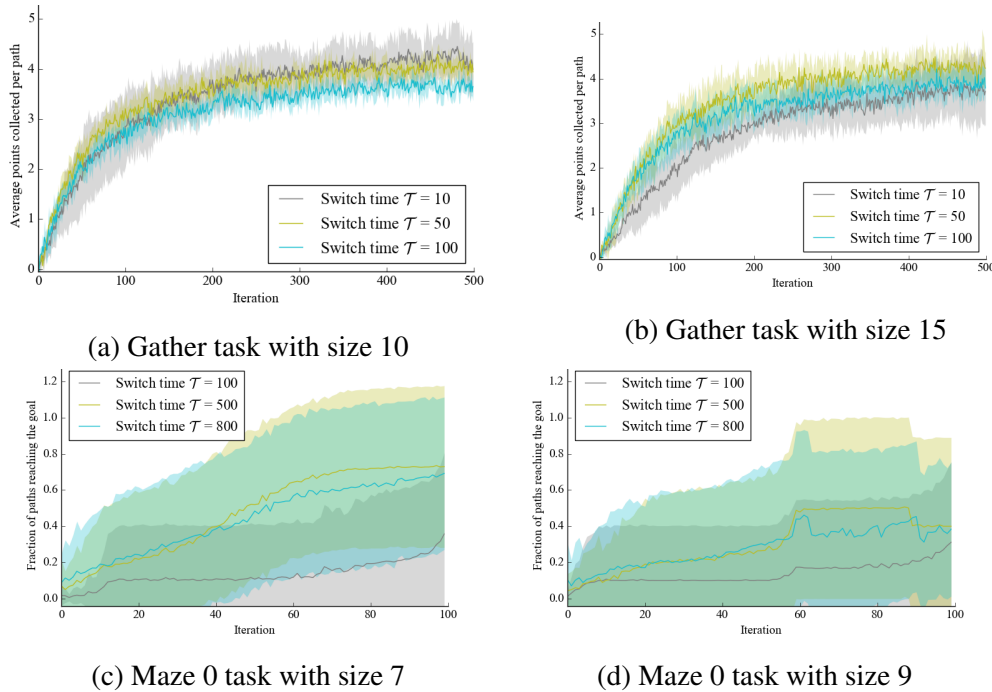 Average points collected per path
5
4
3
2
1
0
Switch time 𝒯 = 10
Switch time 𝒯 = 50
Switch time 𝒯 = 100
0 100 200 300 400 500
Iteration
(a) Gather task with size 10
Average points collected per path
5
4
3
2
1
0
Switch time 𝒯 = 10
Switch time 𝒯 = 50
Switch time 𝒯 = 100
0 100 200 300 400 500
Iteration
(b) Gather task with size 15
Fraction of paths reaching the goal
1.2
1.0
0.8
0.6
0.4
0.2
0.0
Switch time 𝒯 = 100
Switch time 𝒯 = 500
Switch time 𝒯 = 800
0 20 40 60 80 100
Iteration
(c) Maze 0 task with size 7
Fraction of paths reaching the goal
1.2
1.0
0.8
0.6
0.4
0.2
0.0
Switch time 𝒯 = 100
Switch time 𝒯 = 500
Switch time 𝒯 = 800
0 20 40 60 80 100
Iteration
(d) Maze 0 task with size 9